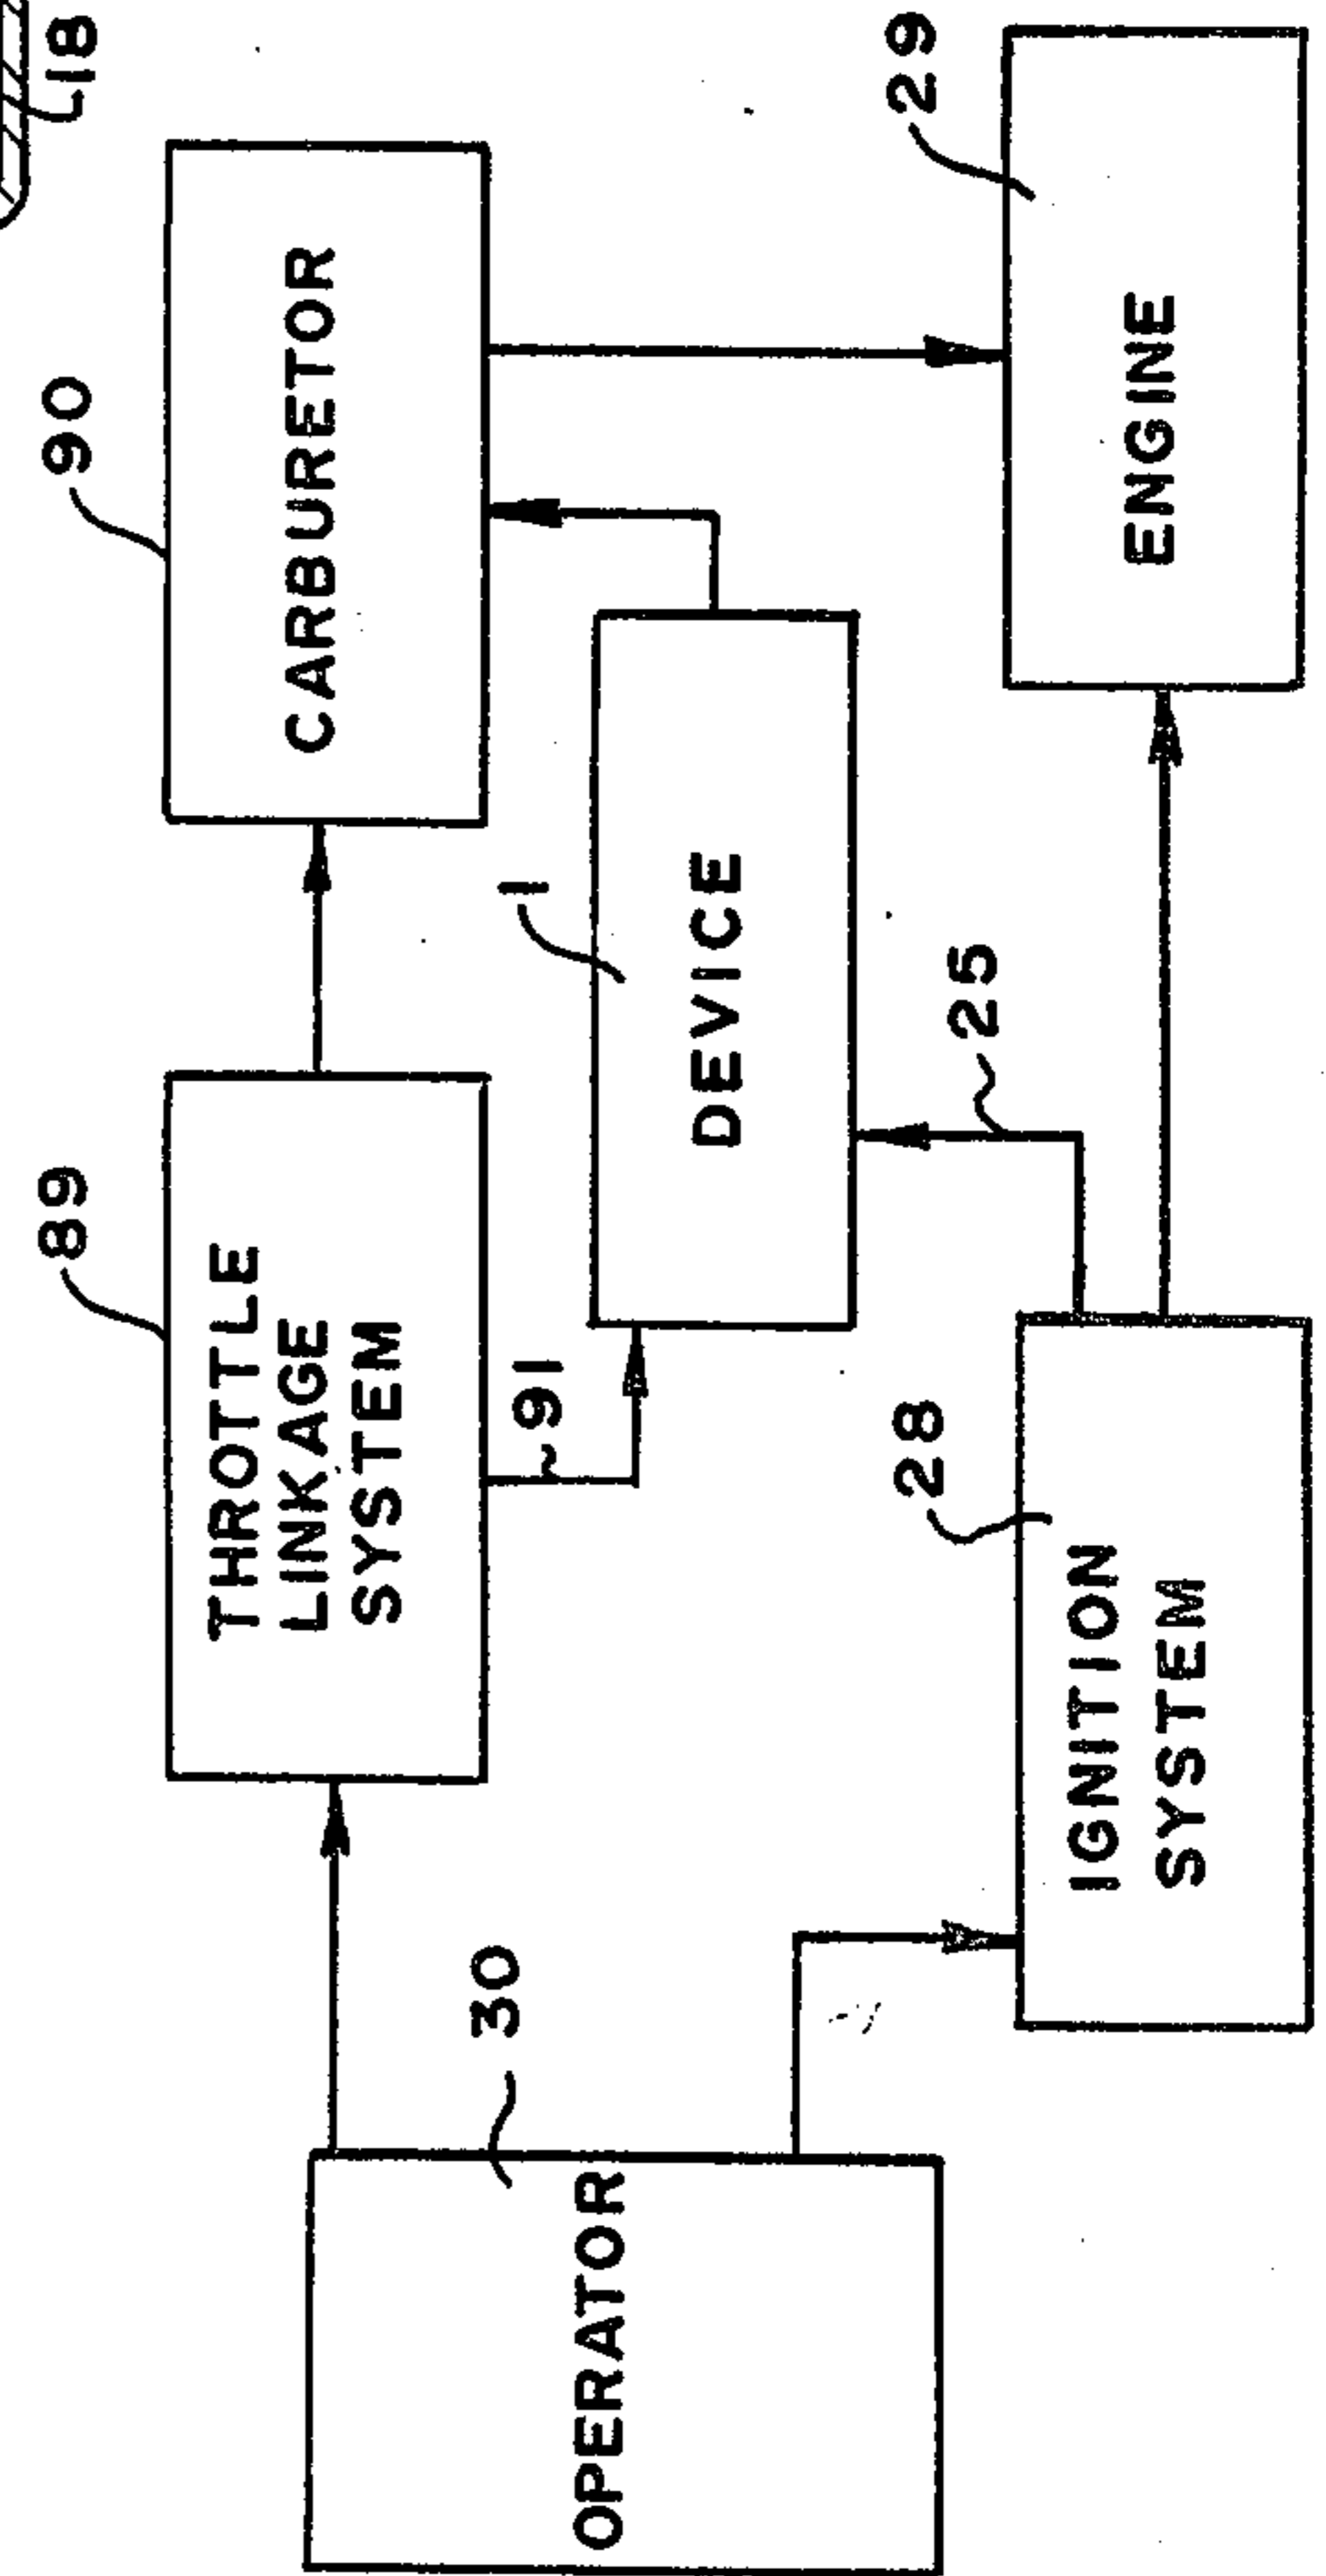 18
90
CARBURETOR
29
ENGINE
1
DEVICE
25
89
THROTTLE
LINKAGE
SYSTEM
91
28
IGNITION
SYSTEM
30
OPERATOR